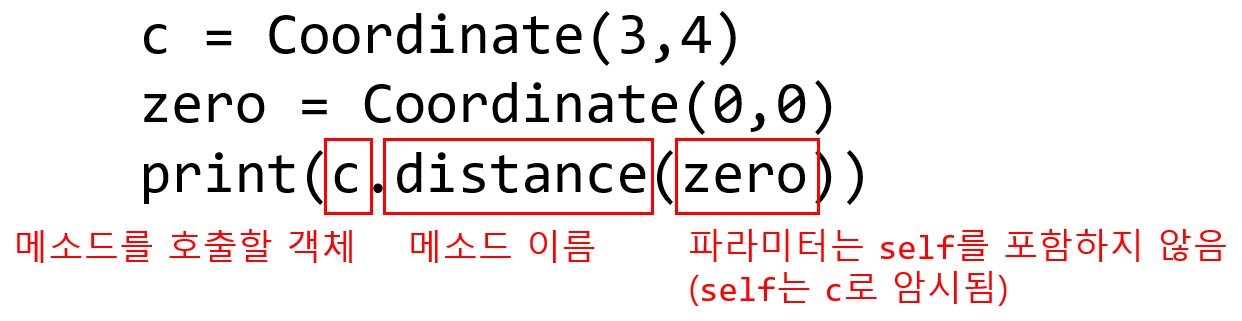 c = Coordinate(3,4)
zero = Coordinate(0,0)
print(c.distance(zero))
메소드를 호출할 객체
메소드 이름
파라미터는 self를 포함하지 않음
(self는 c로 암시됨)